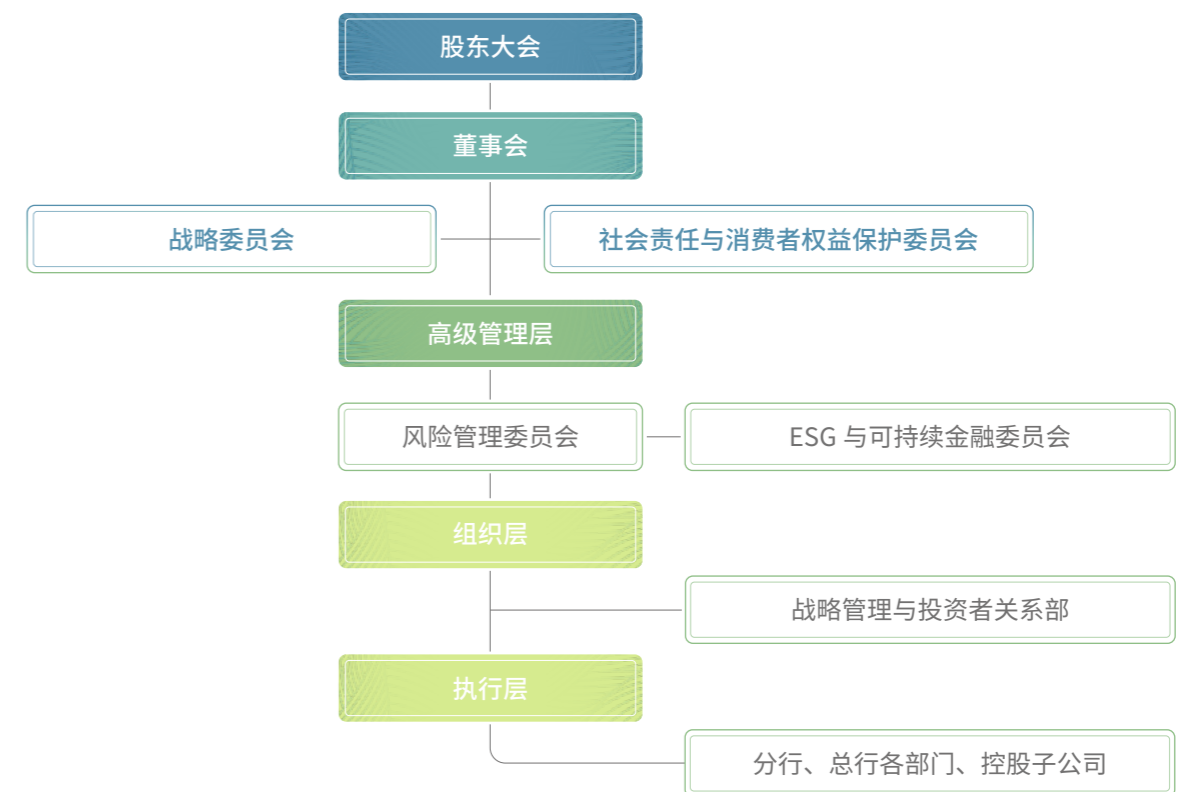 股东大会
董事会
战略委员会
社会责任与消费者权益保护委员会
高级管理层
风险管理委员会
ESG 与可持续金融委员会
组织层
战略管理与投资者关系部
执行层
分行、总行各部门、控股子公司